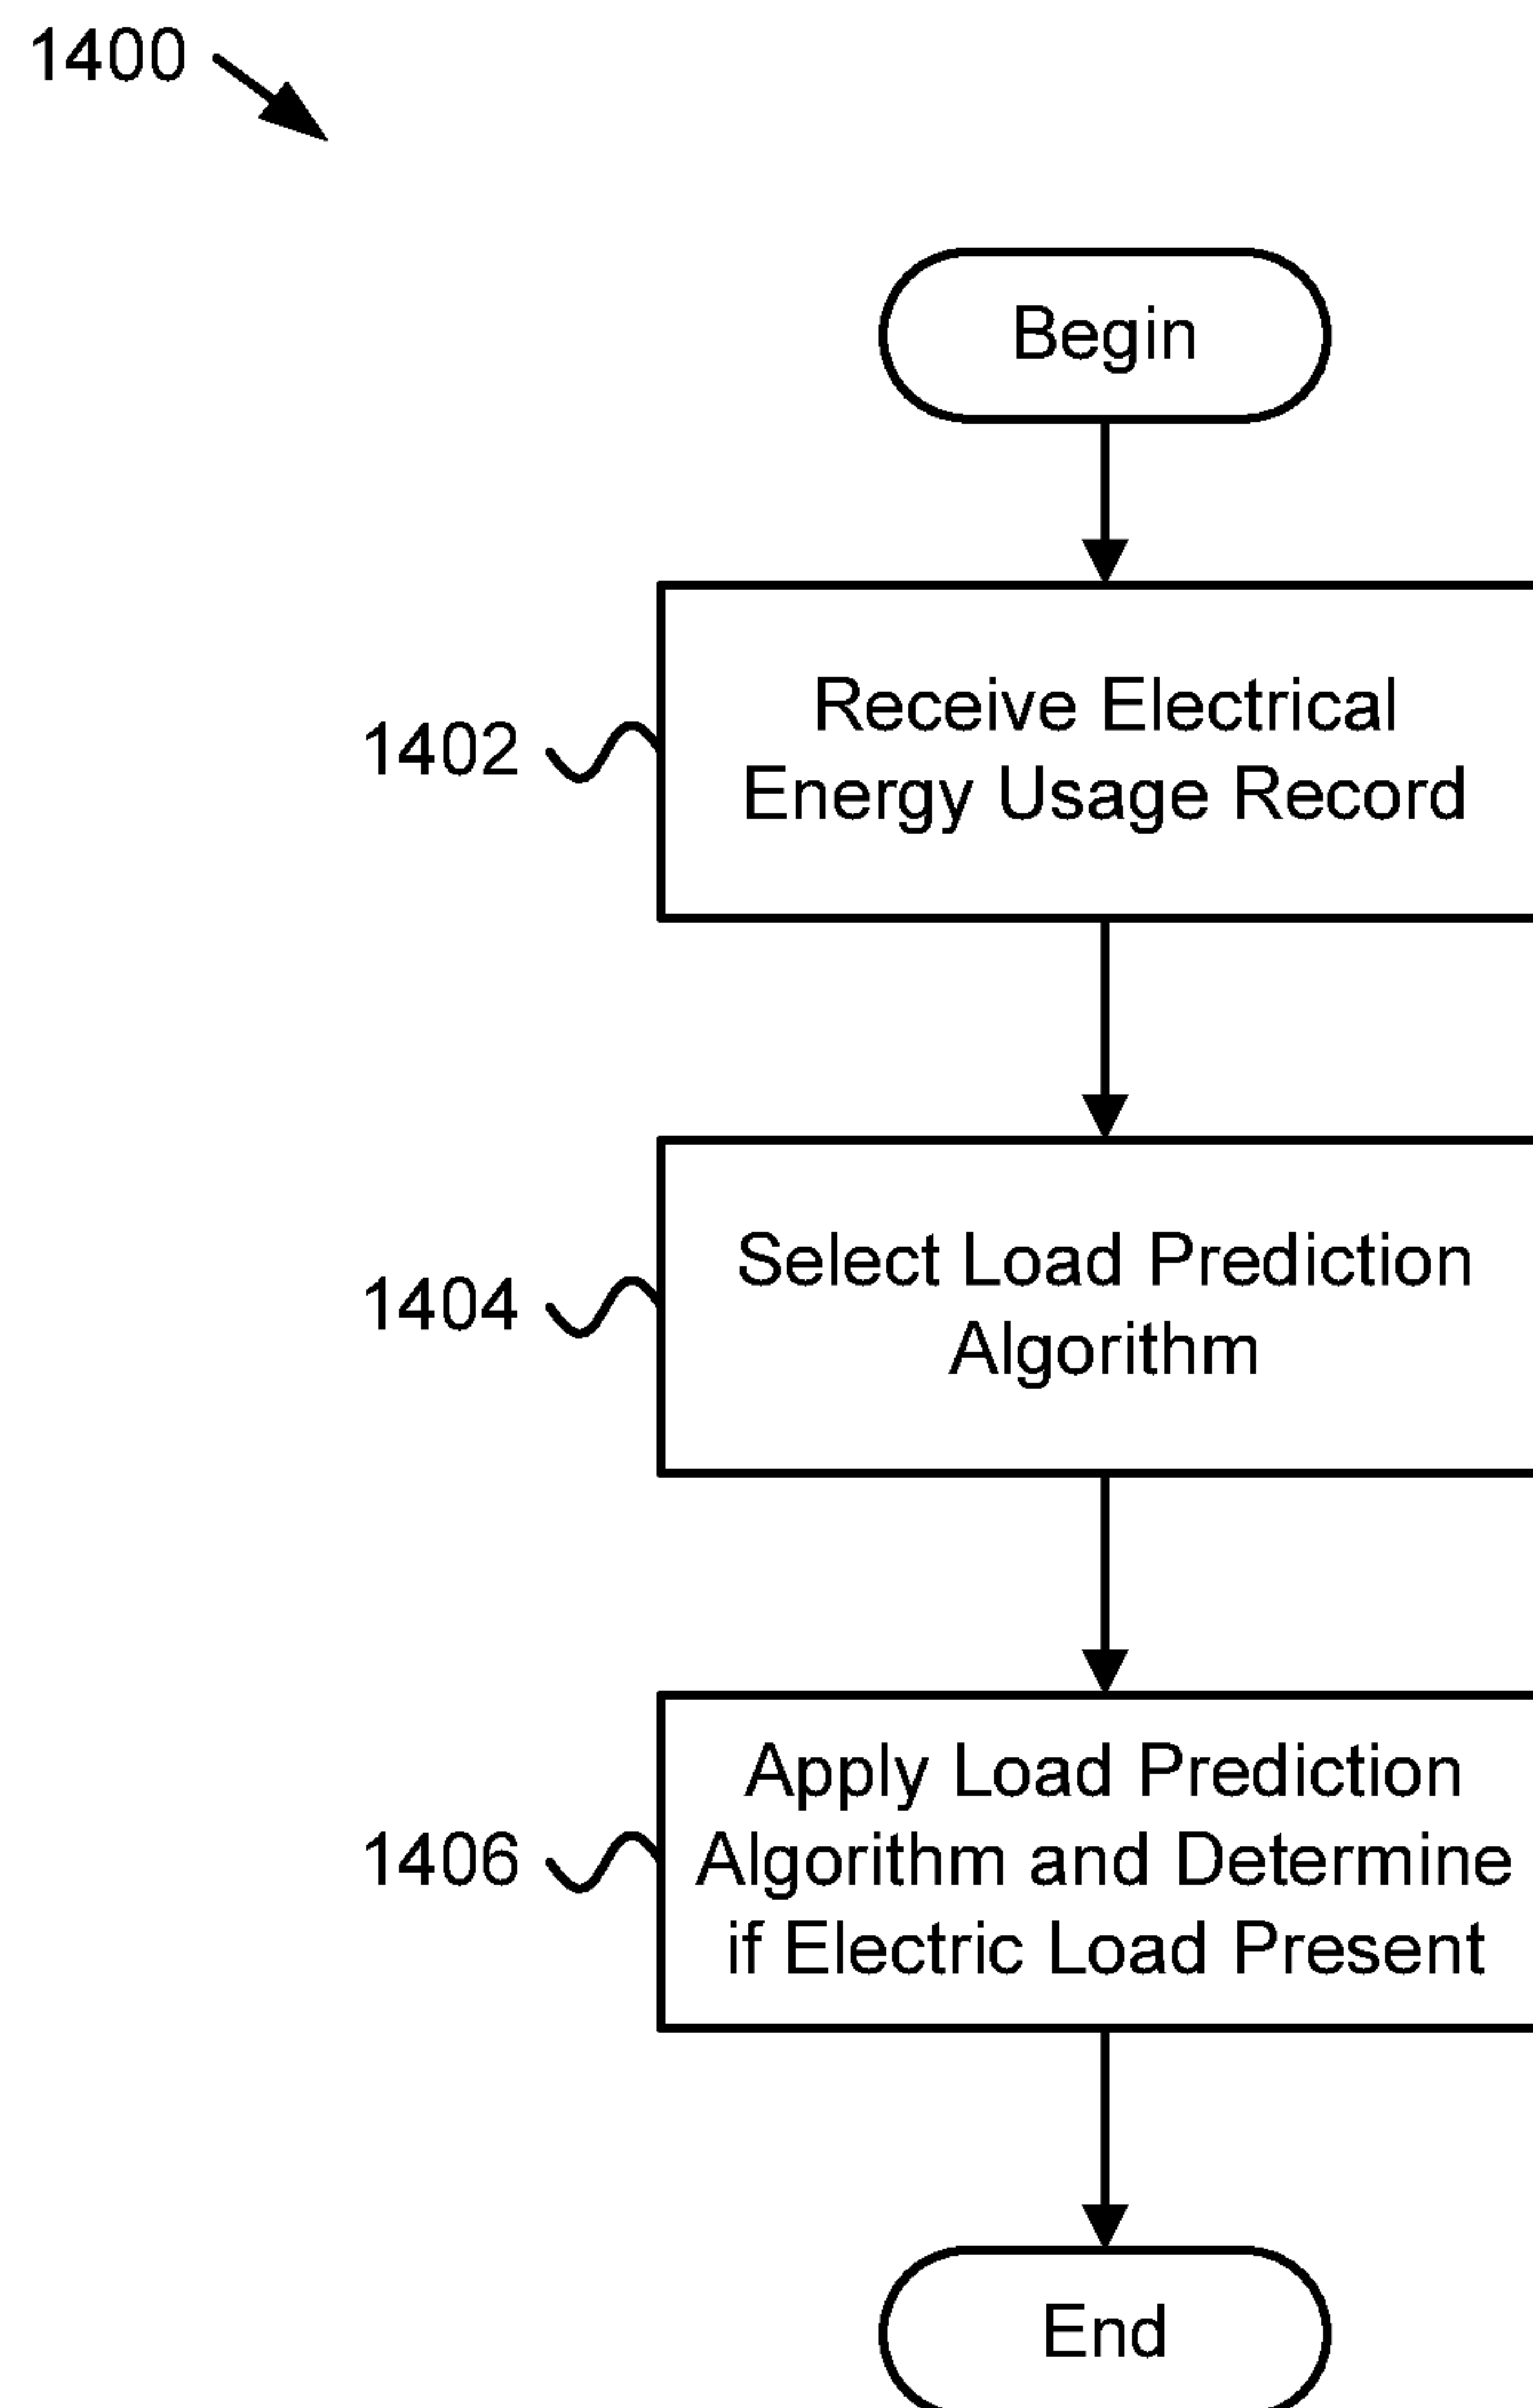 1400
Begin
1402
Receive Electrical
Energy Usage Record
1404
Select Load Prediction
Algorithm
1406
Apply Load Prediction
Algorithm and Determine
if Electric Load Present
End